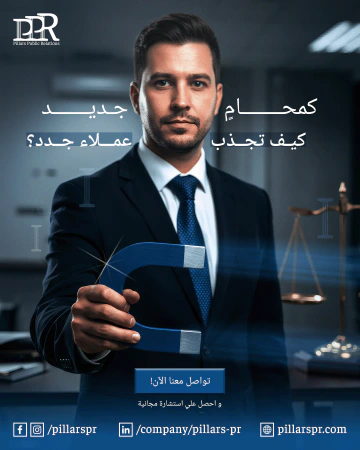 PPR
Pillars Public Relations
كمحامٍ جديد
كيف تجذب عملاء جدد؟
تواصل معنا الآن!
و احصل علي استشارة مجانية
/pillarspr
/company/pillars-pr
pillarspr.com